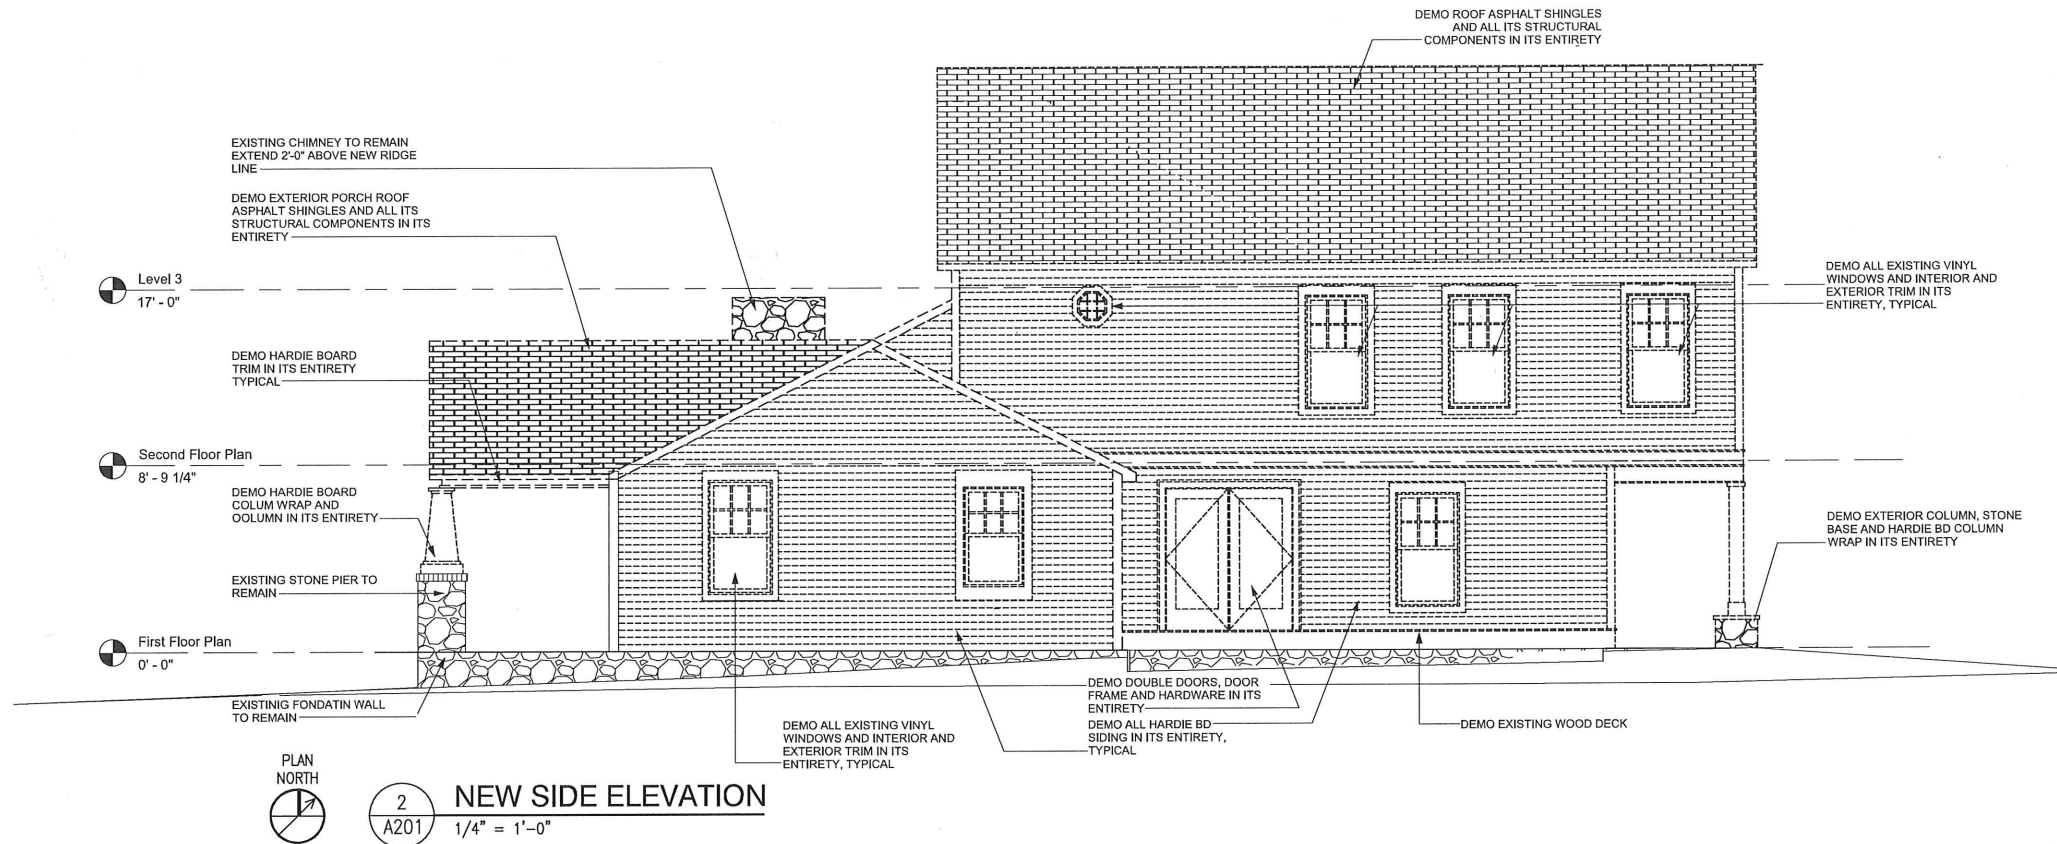 DEMO ROOF ASPHALT SHINGLES
AND ALL ITS STRUCTURAL
COMPONENTS IN ITS ENTIRETY
EXISTING CHIMNEY TO REMAIN
EXTEND 2'-0" ABOVE NEW RIDGE
LINE
DEMO EXTERIOR PORCH ROOF
ASPHALT SHINGLES AND ALL ITS
STRUCTURAL COMPONENTS IN ITS
ENTIRETY
Level 3
17' - 0"
DEMO ALL EXISTING VINYL
WINDOWS AND INTERIOR AND
EXTERIOR TRIM IN ITS
ENTIRETY, TYPICAL
DEMO HARDIE BOARD
TRIM IN ITS ENTIRETY
TYPICAL
Second Floor Plan
8' - 9 1/4"
DEMO HARDIE BOARD
COLUM WRAP AND
OOLUMN IN ITS ENTIRETY
DEMO EXTERIOR COLUMN, STONE
BASE AND HARDIE BD COLUMN
WRAP IN ITS ENTIRETY
EXISTING STONE PIER TO
REMAIN
First Floor Plan
0' - 0"
EXISTINIG FONDATIN WALL
TO REMAIN
DEMO DOUBLE DOORS, DOOR
FRAME AND HARDWARE IN ITS
ENTIRETY
DEMO ALL HARDIE BD
SIDING IN ITS ENTIRETY,
TYPICAL
DEMO EXISTING WOOD DECK
DEMO ALL EXISTING VINYL
WINDOWS AND INTERIOR AND
EXTERIOR TRIM IN ITS
ENTIRETY, TYPICAL
PLAN
NORTH
2
A201
NEW SIDE ELEVATION
1/4" = 1'-0"